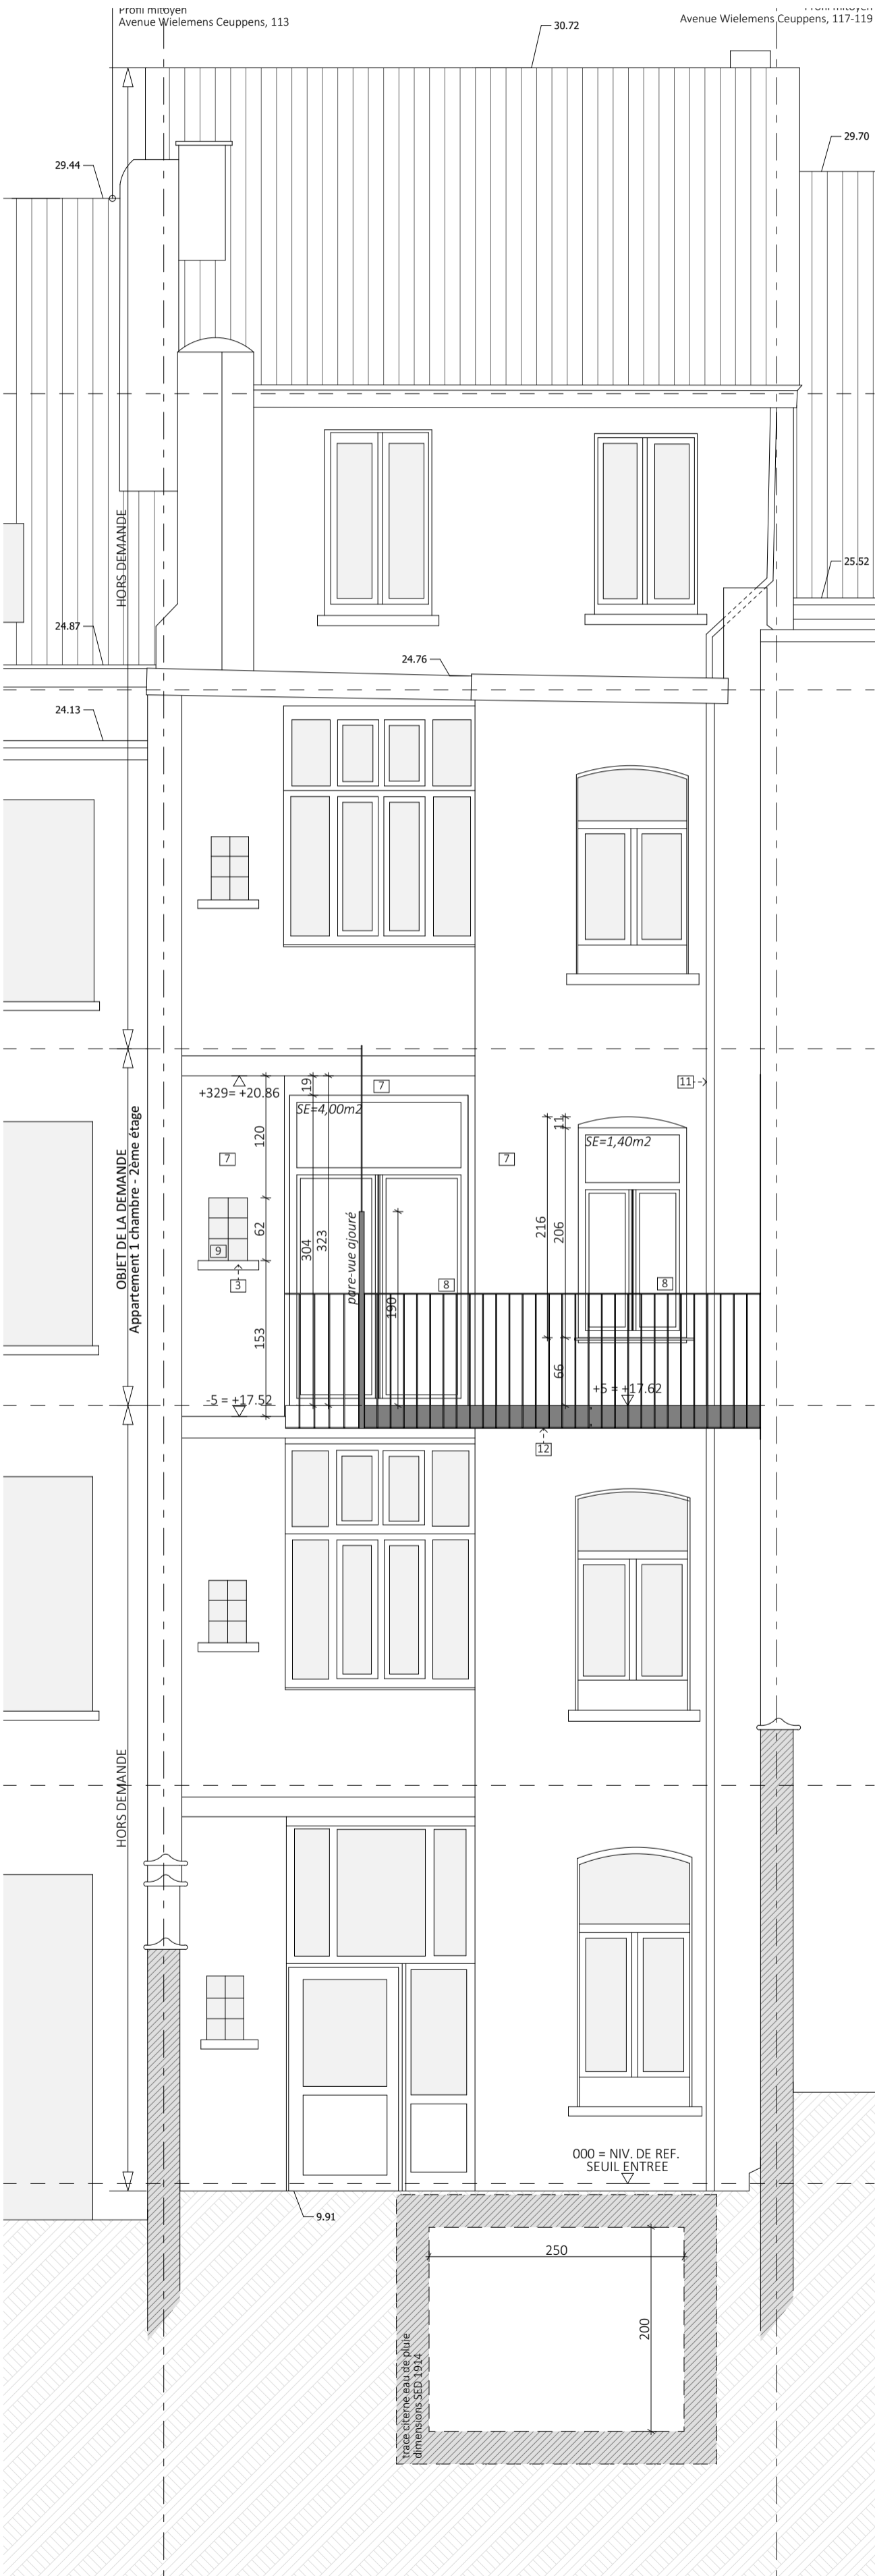 Profil mitoyen
Avenue Wielemens Ceuppens, 113
Profil mitoyen
Avenue Wielemens Ceuppens, 117-119
30.72
29.70
29.44
HORS DEMANDE
25.52
24.87
24.76
24.13
11
7
19
+329= +20.86
SE=4,00m2
11
120
SE=1,40m2
7
7
OBJET DE LA DEMANDE
Appartement 1 chambre - 2ème étage
62
304
323
pare-vue ajouré
216
206
9
3
8
8
190
153
66
-5 = +17.52
+5 = +17.62
12
HORS DEMANDE
000 = NIV. DE REF.
SEUIL ENTREE
9.91
250
200
trace citerne eau de pluie
dimensions SED 1914